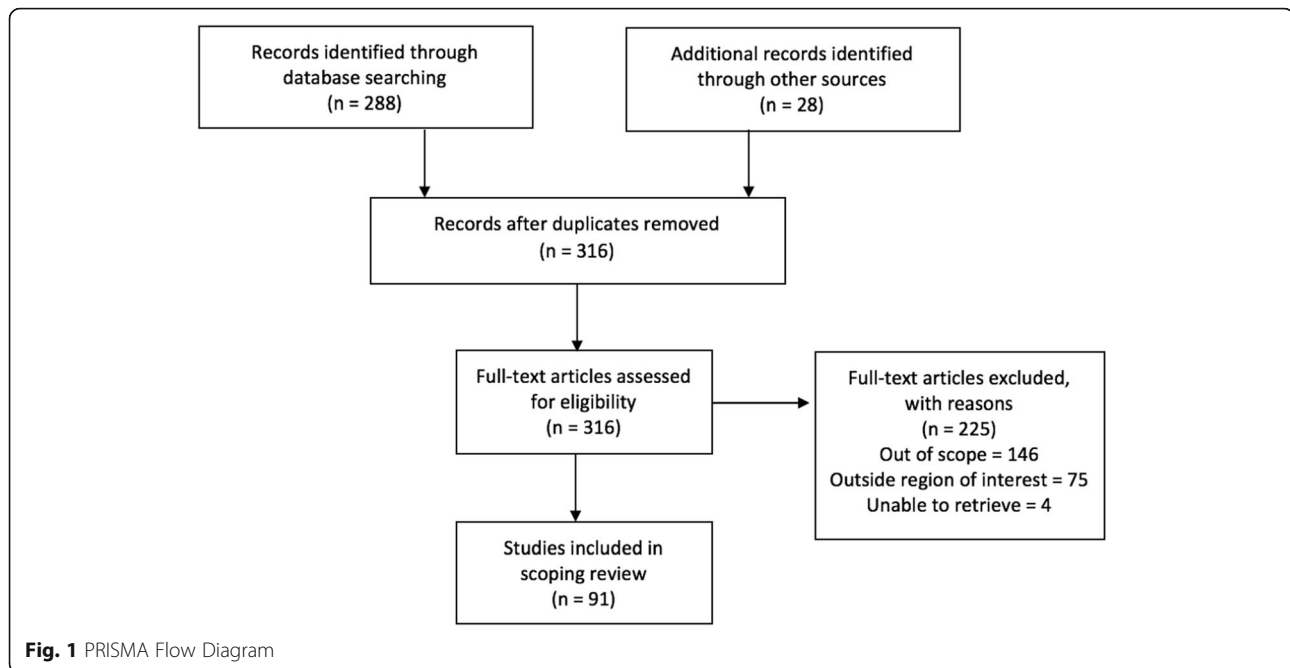 Records identified through
database searching
(n = 288)
Additional records identified
through other sources
(n = 28)
Records after duplicates removed
(n = 316)
Full-text articles assessed
for eligibility
(n = 316)
Full-text articles excluded,
with reasons
(n = 225)
Out of scope = 146
Outside region of interest = 75
Unable to retrieve = 4
Studies included in
scoping review
(n = 91)
Fig. 1 PRISMA Flow Diagram